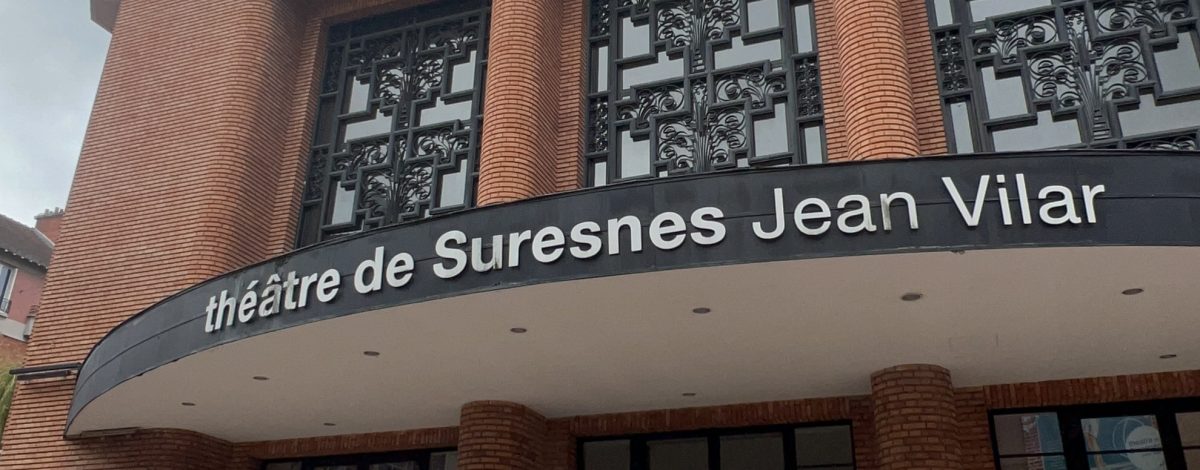 théâtre de Suresnes Jean Vilar